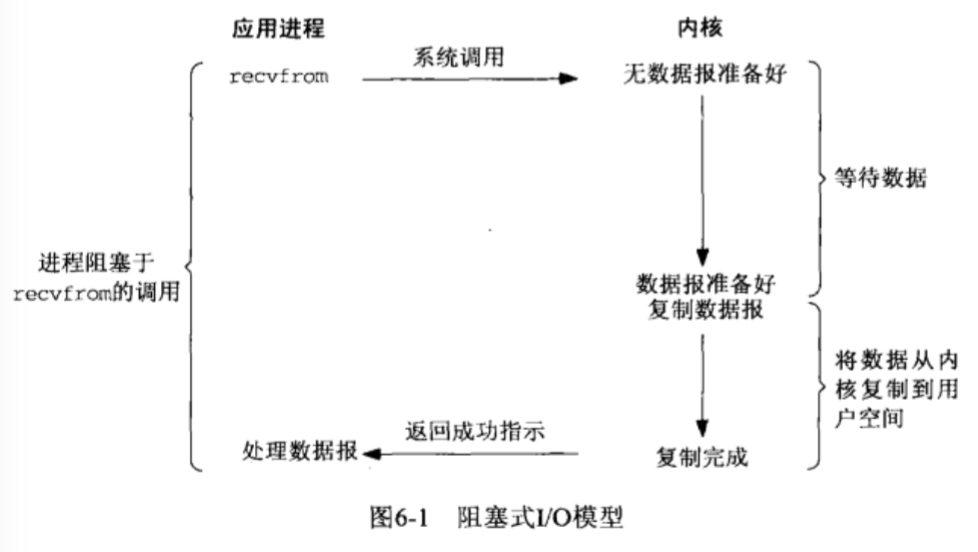 应用进程
内核
recvfrom
系统调用
无数据报准备好
等待数据
进程阻塞于
recvfrom的调用
数据报准备好
复制数据报
将数据从内
核复制到用
户空间
处理数据报
返回成功指示
复制完成
图6-1 阻塞式I/O模型